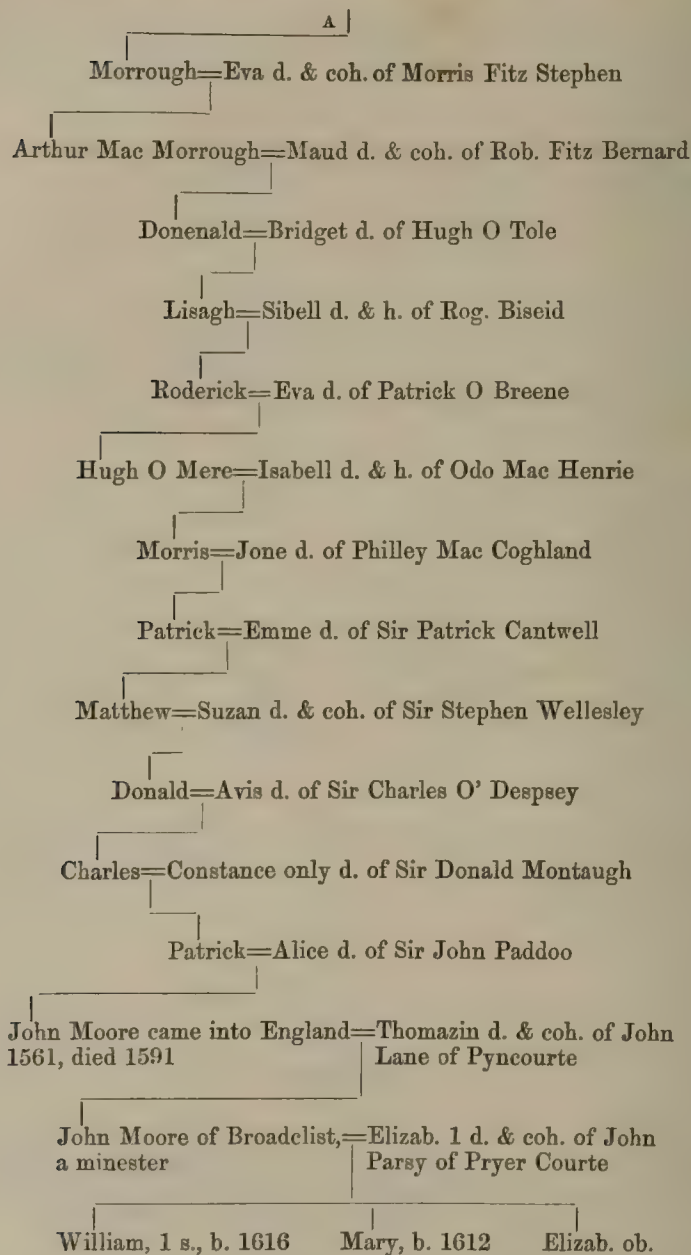 A
Morrough=Eva d. & coh. of Morris Fitz Stephen
Arthur Mac Morrough=Maud d. & coh. of Rob. Fitz Bernard
Donenald=Bridget d. of Hugh O Tole
Lisagh=Sibell d. & h. of Rog. Biseid
Roderick=Eva d. of Patrick O Breene
Hugh O Mere=Isabell d. & h. of Odo Mac Henrie
Morris=Jone d. of Philley Mac Coghland
Patrick=Emme d. of Sir Patrick Cantwell
Matthew=Suzan d. & coh. of Sir Stephen Wellesley
Donald=Avis d. of Sir Charles O' Despsey
Charles=Constance only d. of Sir Donald Montaugh
Patrick=Alice d. of Sir John Paddoo
John Moore came into England=Thomazin d. & coh. of John
1561, died 1591 Lane of Pyncourte
John Moore of Broadclist,=Elizab. 1 d. & coh. of John
a minester Parsy of Pryer Courte
William, 1 s., b. 1616 Mary, b. 1612 Elizab. ob.